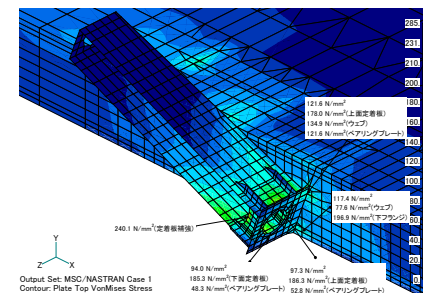 285.
231.
210.
200.
180.
160.
140.
120.
100.
80.
60.
40.
20.
0.
121.6 N/mm²
178.0 N/mm²(上面定着板)
134.9 N/mm²(ウェブ)
121.6 N/mm²(ベアリングプレート)
117.4 N/mm²
77.6 N/mm²(ウェブ)
196.9 N/mm²(下フランジ)
240.1 N/mm²(定着板補強)
94.0 N/mm²
185.3 N/mm²(下面定着板)
48.3 N/mm²(ベアリングプレート)
97.3 N/mm²
186.3 N/mm²(上面定着板)
52.8 N/mm²(ベアリングプレート)
Y
Z
X
Output Set: MSC/NASTRAN Case 1
Contour: Plate Top VonMises Stress